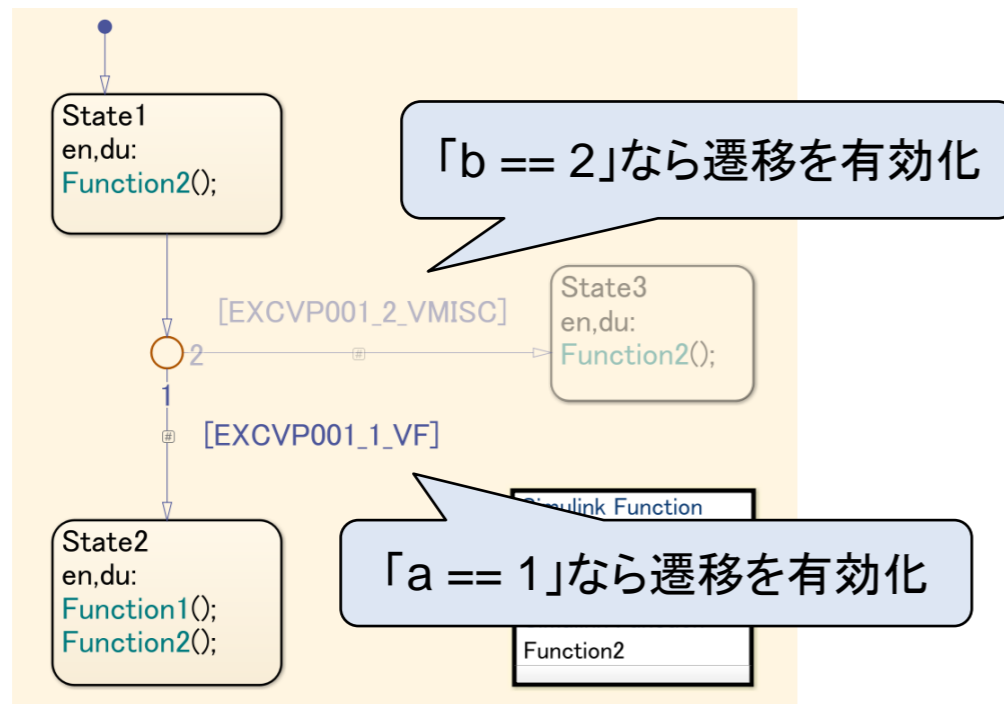 State1
en,du:
Function2();
「b == 2」なら遷移を有効化
[EXCVP001_2_VMISC]
State3
en,du:
Function2();
2
#
1
#
[EXCVP001_1_VF]
Simulink Function
「a == 1」なら遷移を有効化
State2
en,du:
Function1();
Function2();
Function2